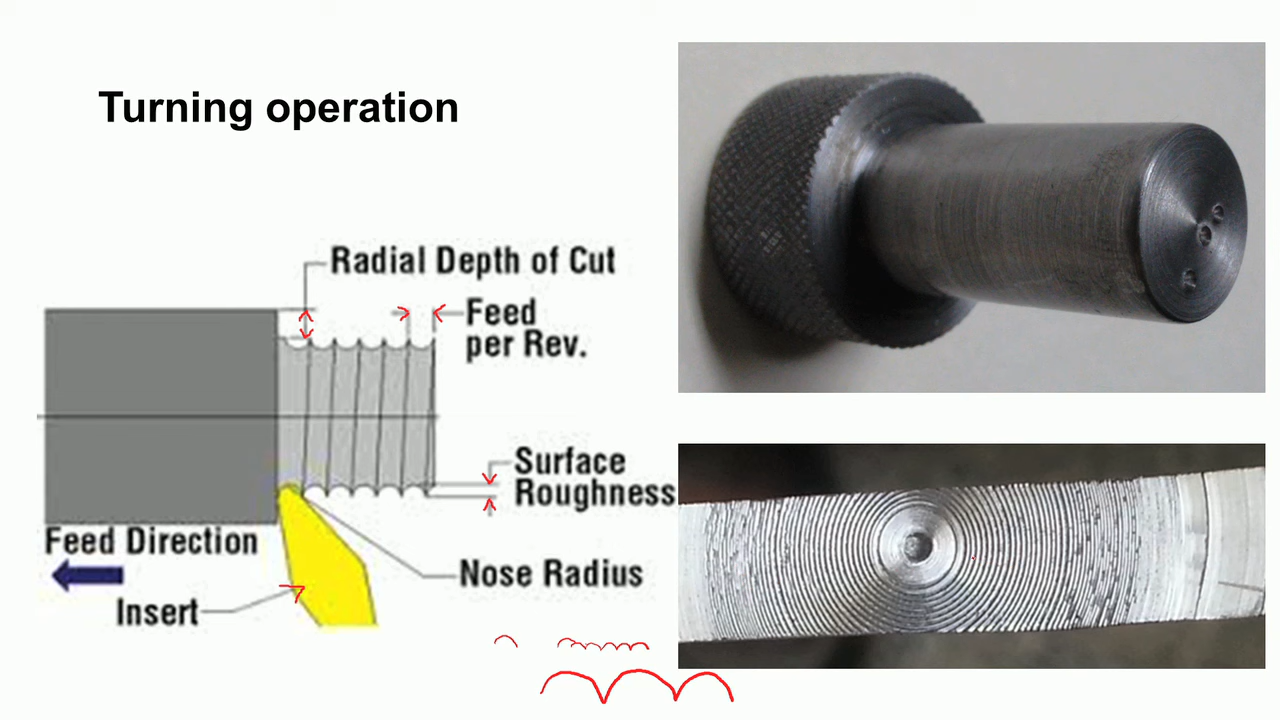 Turning operation
Radial Depth of Cut
Feed
per Rev.
Surface
Roughness
Feed Direction
Nose Radius
Insert